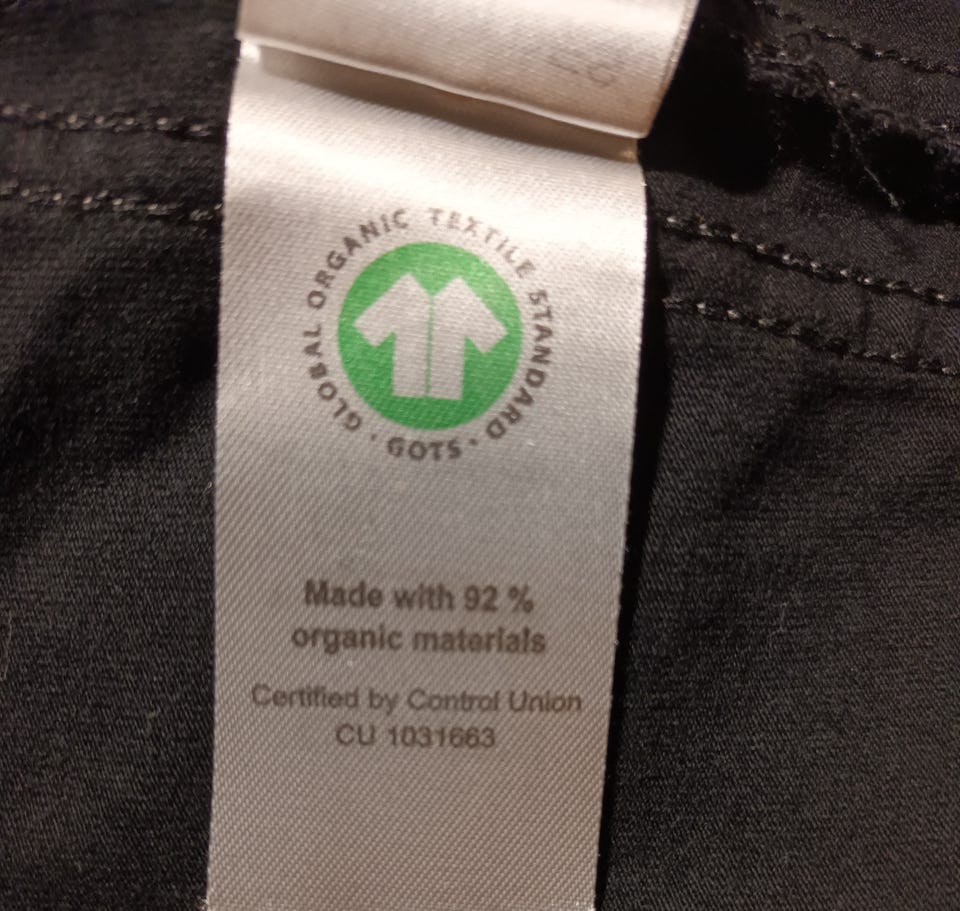 GLOBAL ORGANIC TEXTILE STANDARD · GOTS ·
Made with 92 %
organic materials
Certified by Control Union
CU 1031663